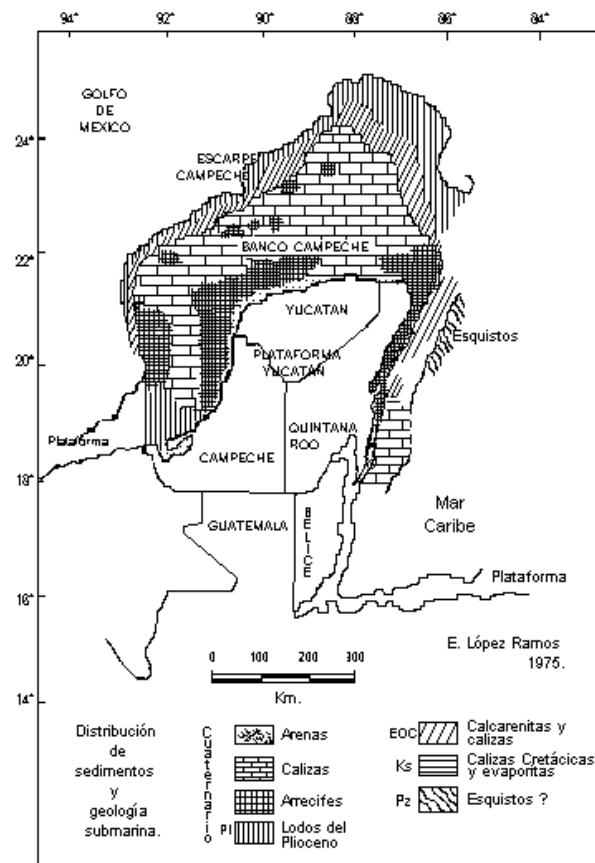 94° 92° 90° 88° 86° 84°
GOLFO
DE
MEXICO
24°
ESCARPE
CAMPECHE
BANCO CAMPECHE
22°
YUCATAN
Esquistos
20°
PLATAFORMA
YUCATAN
QUINTANA
ROO
Plataforma
CAMPECHE
18°
Mar
Caribe
GUATEMALA
BELICE
Plataforma
16°
E. López Ramos
1975.
0 100 200 300
Km.
14°
Distribución
de
sedimentos
y
geología
submarina.
Cuaternario
Arenas
Calizas
Arrecifes
Pl Lodos del
Plioceno
EOC Calcarenitas y
calizas
Ks Calizas Cretácicas
y evaporitas
Pz Esquistos ?